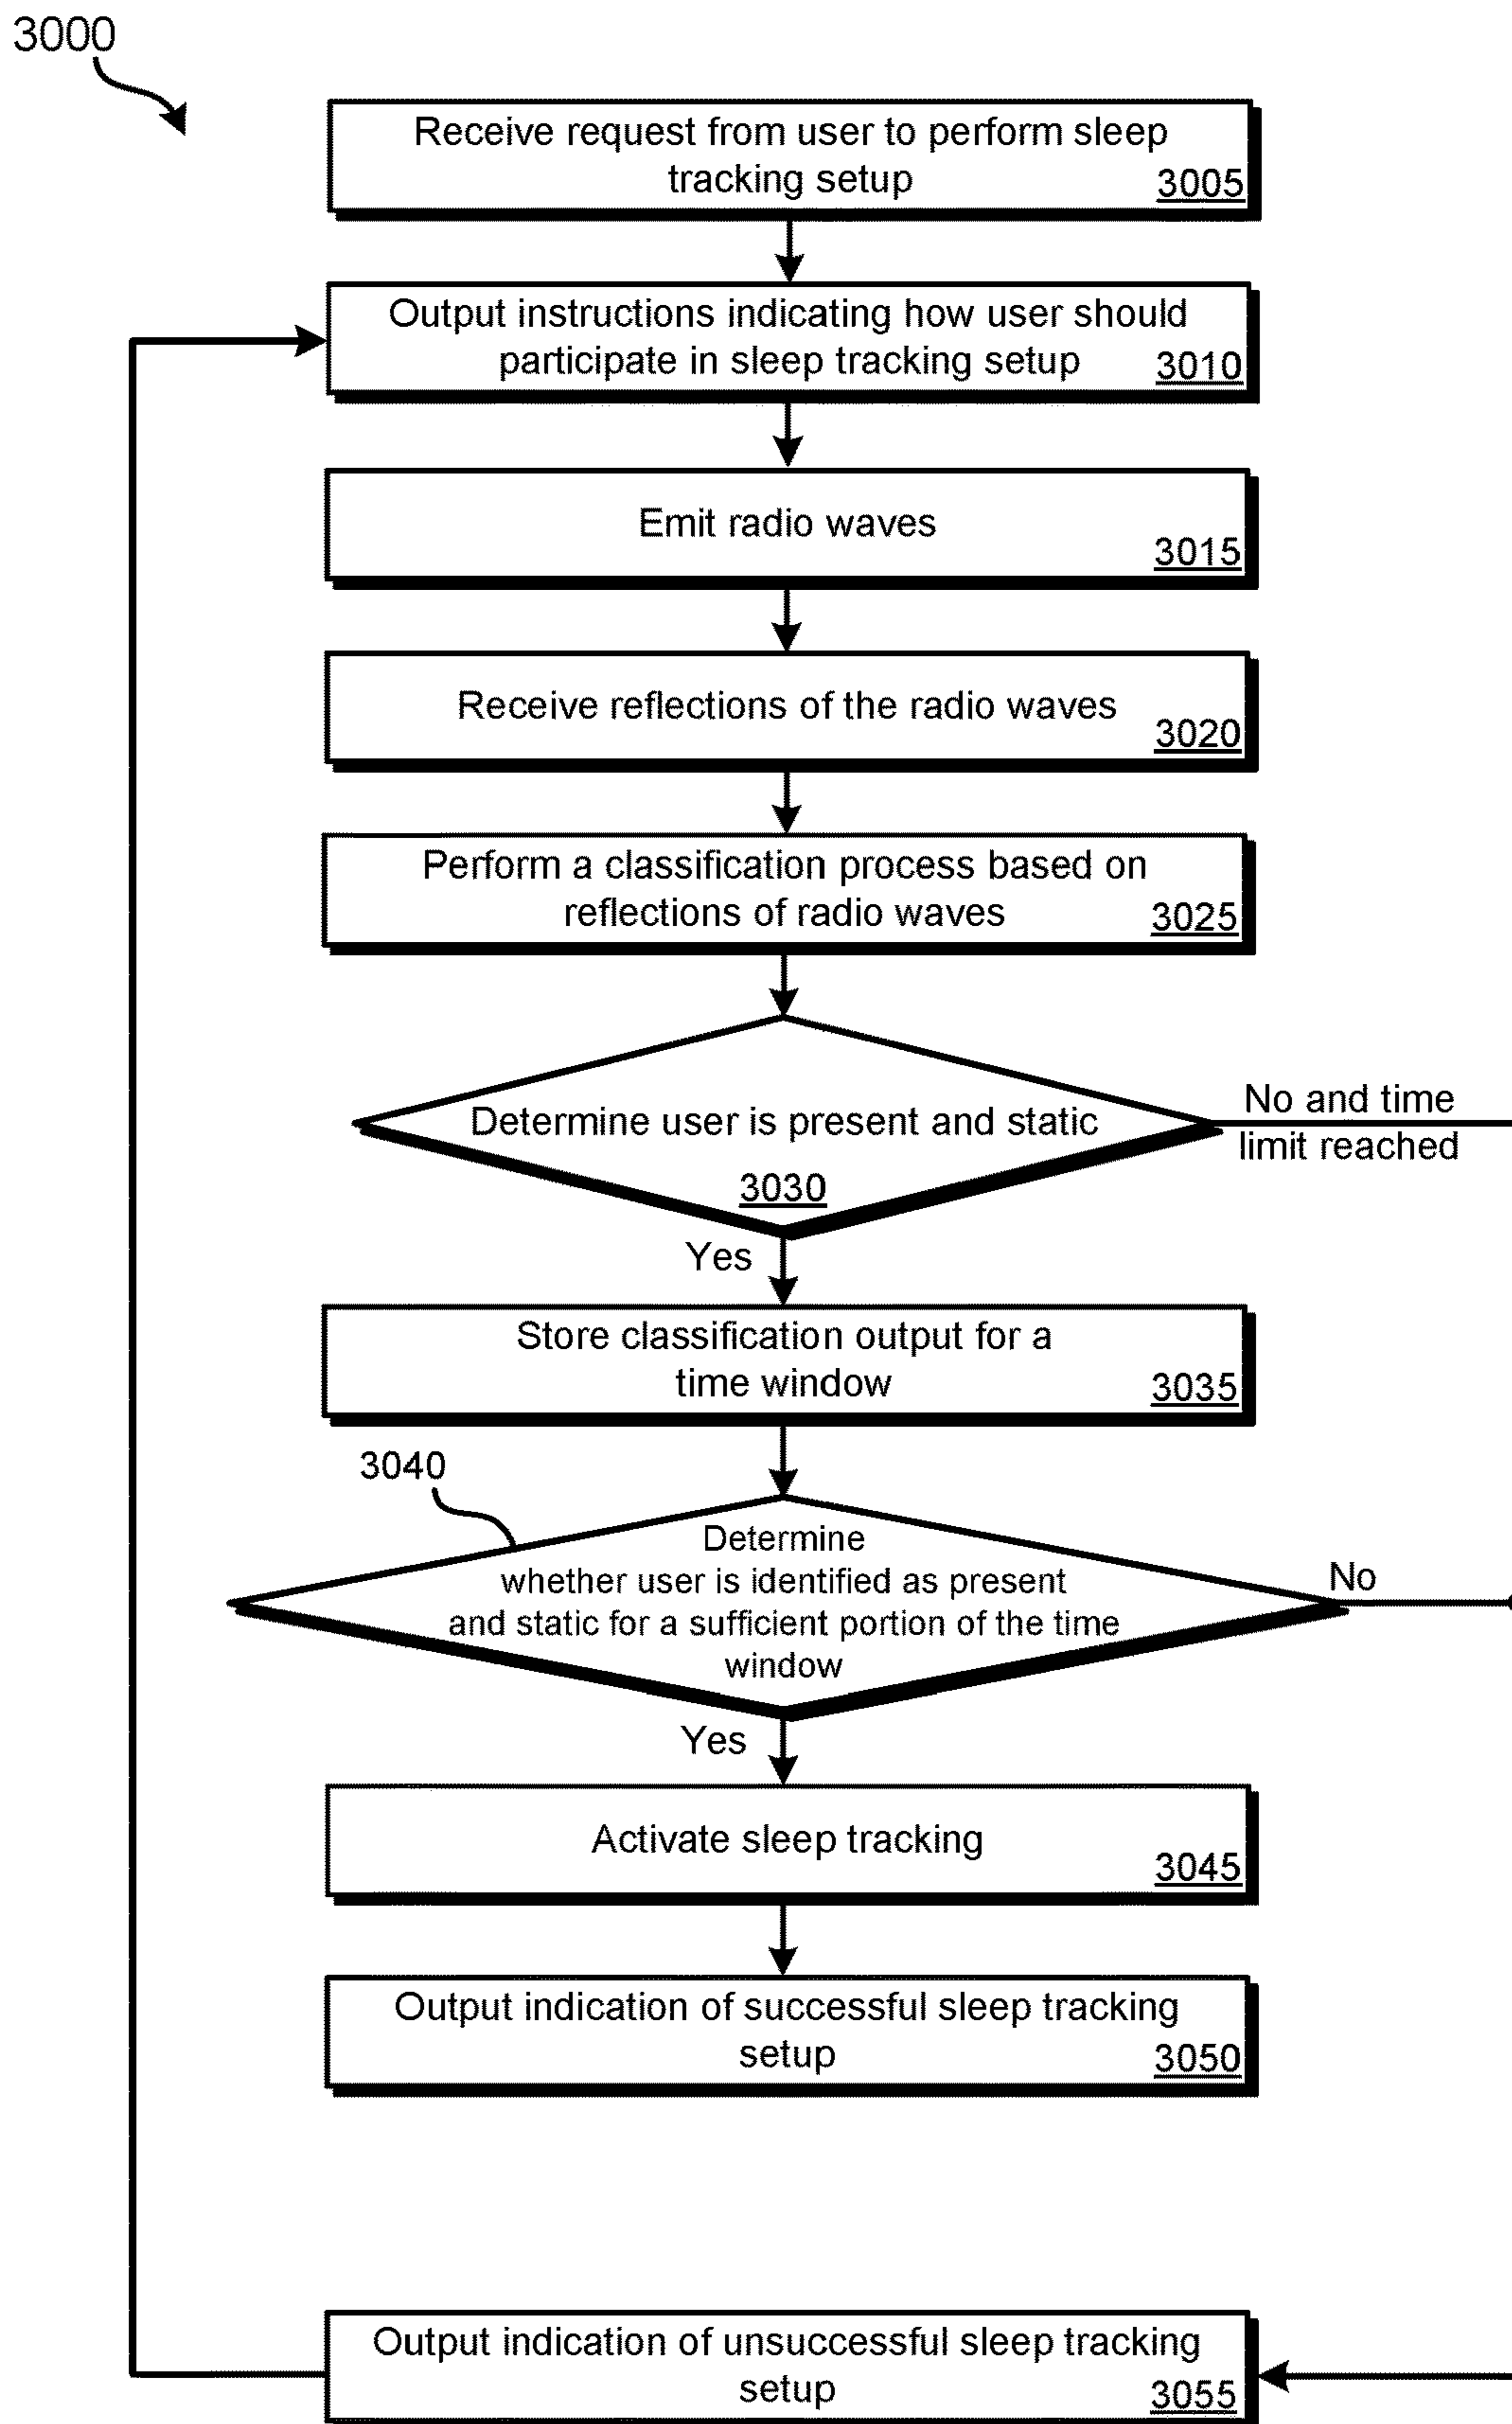 3000
Receive request from user to perform sleep
tracking setup
3005
Output instructions indicating how user should
participate in sleep tracking setup
3010
Emit radio waves
3015
Receive reflections of the radio waves
3020
Perform a classification process based on
reflections of radio waves
3025
Determine user is present and static
3030
No and time
limit reached
Yes
Store classification output for a
time window
3035
3040
Determine
whether user is identified as present
and static for a sufficient portion of the time
window
No
Yes
Activate sleep tracking
3045
Output indication of successful sleep tracking
setup
3050
Output indication of unsuccessful sleep tracking
setup
3055